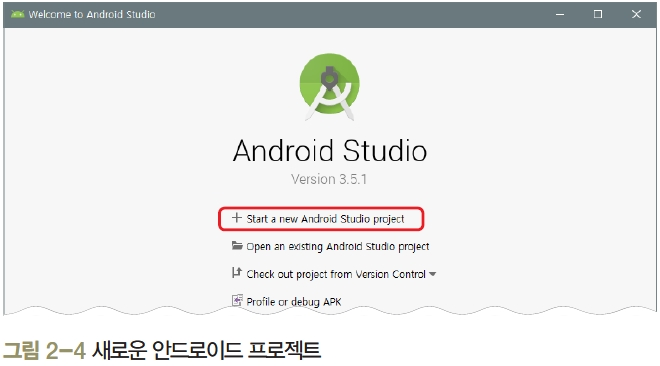 Welcome to Android Studio
Android Studio
Version 3.5.1
Start a new Android Studio project
Open an existing Android Studio project
Check out project from Version Control
Profile or debug APK
그림 2-4 새로운 안드로이드 프로젝트